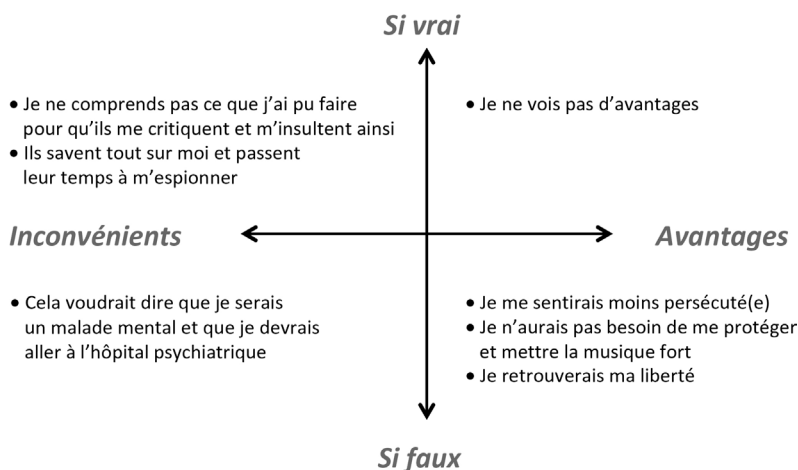 Si vrai
• Je ne comprends pas ce que j’ai pu faire
pour qu’ils me critiquent et m’insultent ainsi
• Ils savent tout sur moi et passent
leur temps à m’espionner
• Je ne vois pas d’avantages
Inconvénients
Avantages
• Cela voudrait dire que je serais
un malade mental et que je devrais
aller à l’hôpital psychiatrique
• Je me sentirais moins persécuté(e)
• Je n’aurais pas besoin de me protéger
et mettre la musique fort
• Je retrouverais ma liberté
Si faux